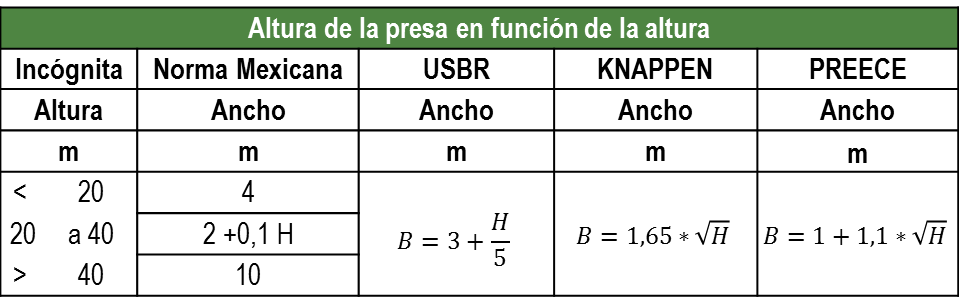 Altura de la presa en función de la altura
Incógnita Norma Mexicana USBR KNAPPEN PREECE
Altura Ancho Ancho Ancho Ancho
m m m m m
< 20 4
20 a 40 2 +0,1 H B = 3 + H/5 B = 1,65 ∗ √H B = 1 + 1,1 ∗ √H
> 40 10